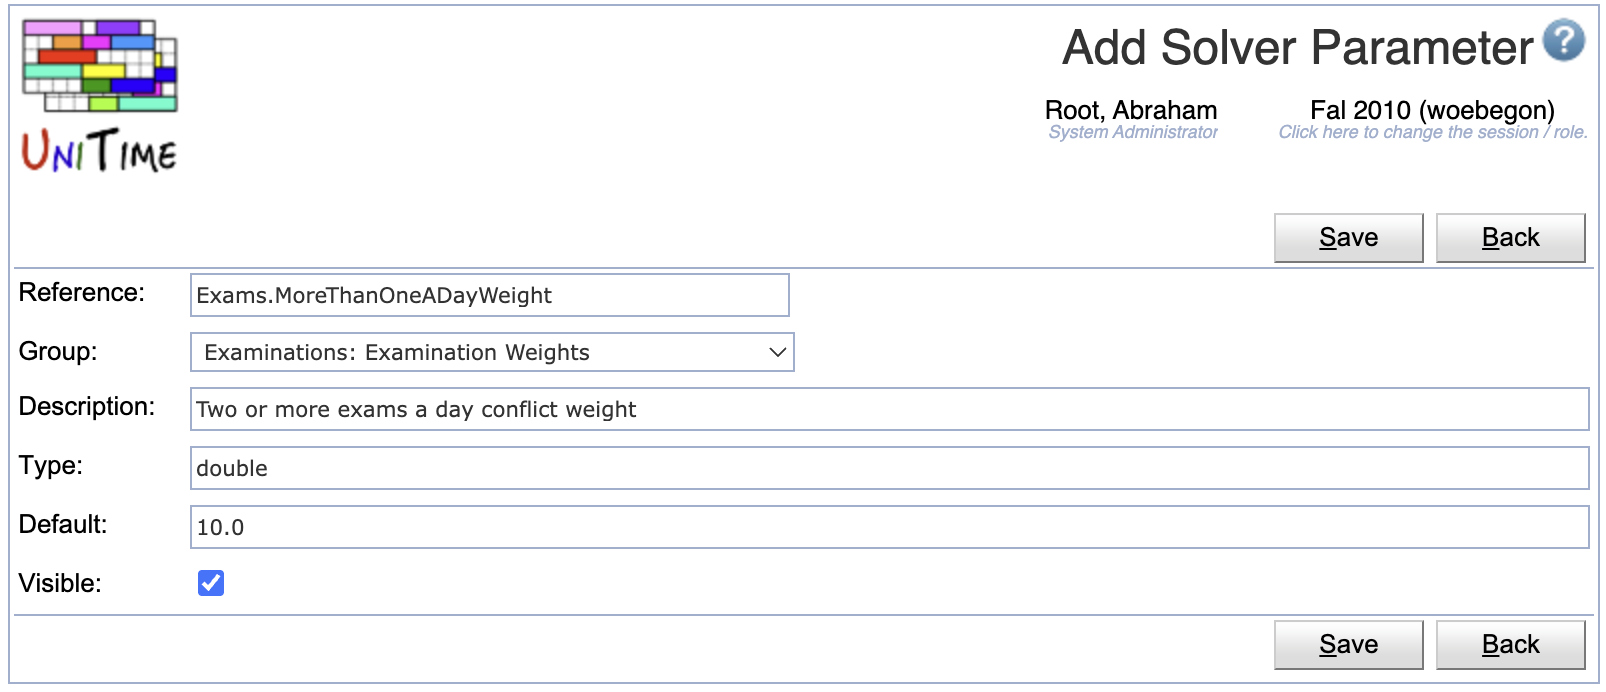 Add Solver Parameter ?
UNITIME
Root, Abraham
System Administrator
Fal 2010 (woebegon)
Click here to change the session / role.
Save Back
Reference: Exams.MoreThanOneADayWeight
Group: Examinations: Examination Weights
Description: Two or more exams a day conflict weight
Type: double
Default: 10.0
Visible:
Save Back